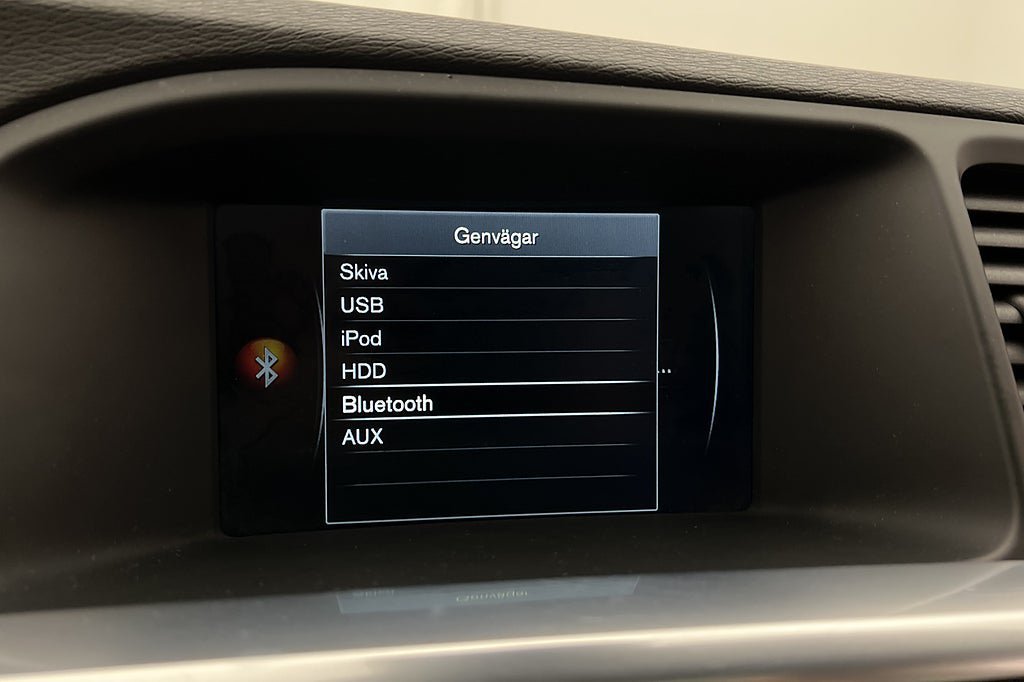 Genvägar
Skiva
USB
iPod
HDD
...
Bluetooth
AUX